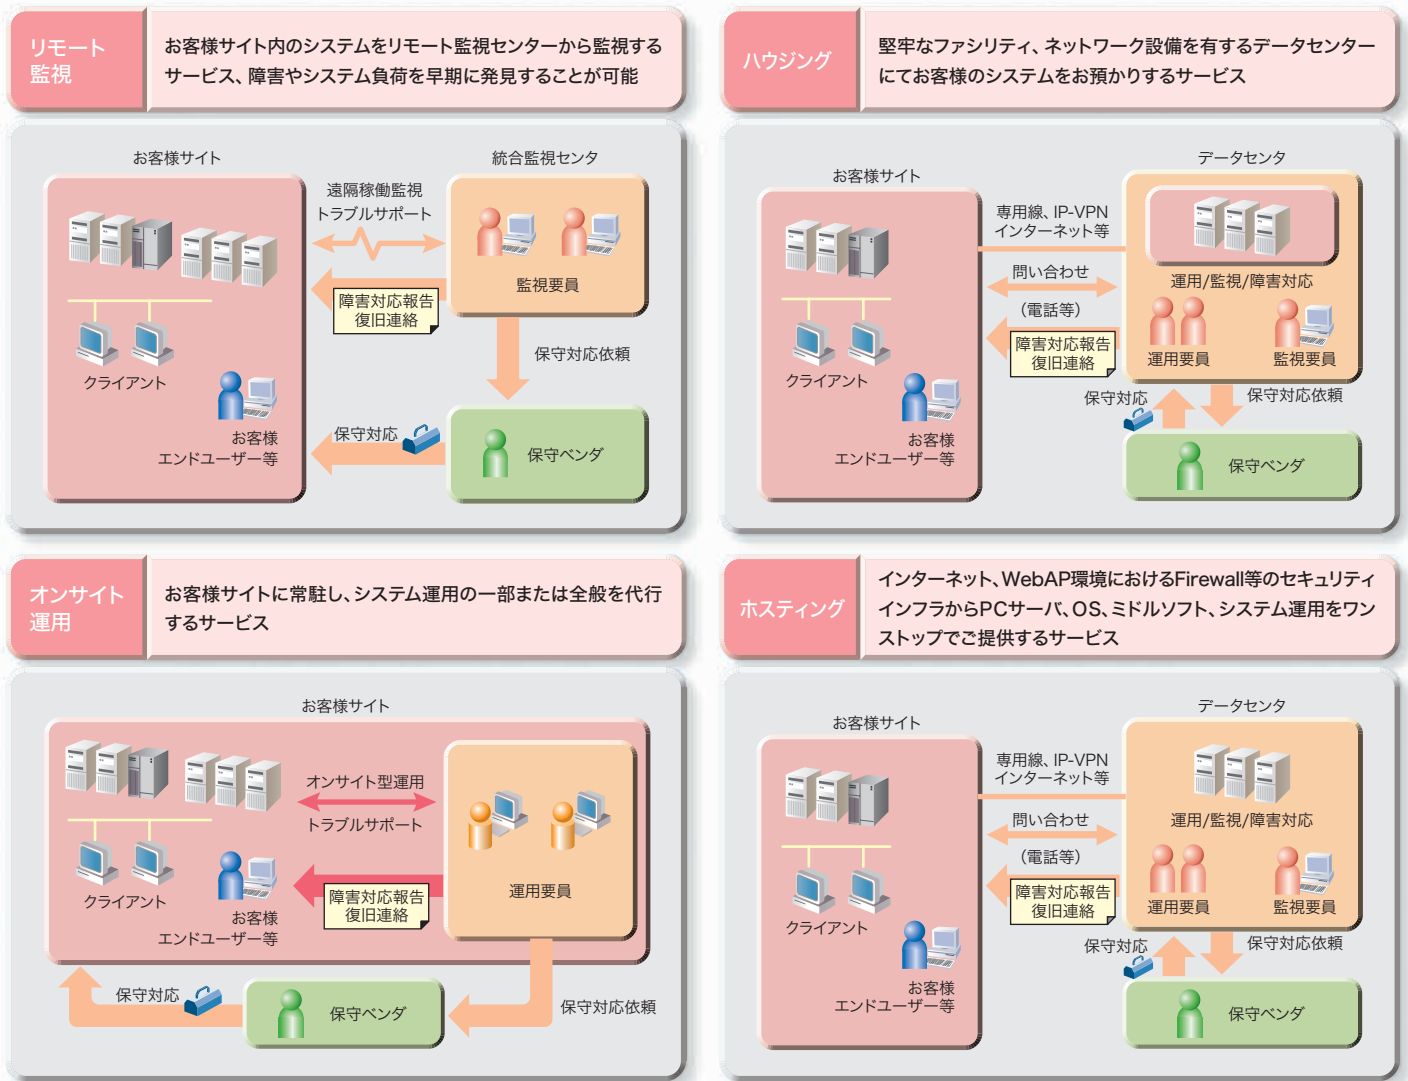 リモート
監視
お客様サイト内のシステムをリモート監視センターから監視する
サービス、障害やシステム負荷を早期に発見することが可能
お客様サイト
統合監視センタ
遠隔稼働監視
トラブルサポート
監視要員
障害対応報告
復旧連絡
クライアント
保守対応依頼
お客様
エンドユーザー等
保守対応
保守ベンダ
ハウジング
堅牢なファシリティ、ネットワーク設備を有するデータセンター
にてお客様のシステムをお預かりするサービス
お客様サイト
データセンタ
専用線、IP-VPN
インターネット等
問い合わせ
(電話等)
運用/監視/障害対応
障害対応報告
復旧連絡
運用要員
監視要員
クライアント
保守対応
保守対応依頼
お客様
エンドユーザー等
保守ベンダ
オンサイト
運用
お客様サイトに常駐し、システム運用の一部または全般を代行
するサービス
お客様サイト
オンサイト型運用
トラブルサポート
障害対応報告
復旧連絡
運用要員
クライアント
お客様
エンドユーザー等
保守対応
保守ベンダ
保守対応依頼
ホスティング
インターネット、WebAP環境におけるFirewall等のセキュリティ
インフラからPCサーバ、OS、ミドルソフト、システム運用をワン
ストップでご提供するサービス
お客様サイト
データセンタ
専用線、IP-VPN
インターネット等
問い合わせ
(電話等)
運用/監視/障害対応
障害対応報告
復旧連絡
運用要員
監視要員
クライアント
保守対応
保守対応依頼
お客様
エンドユーザー等
保守ベンダ